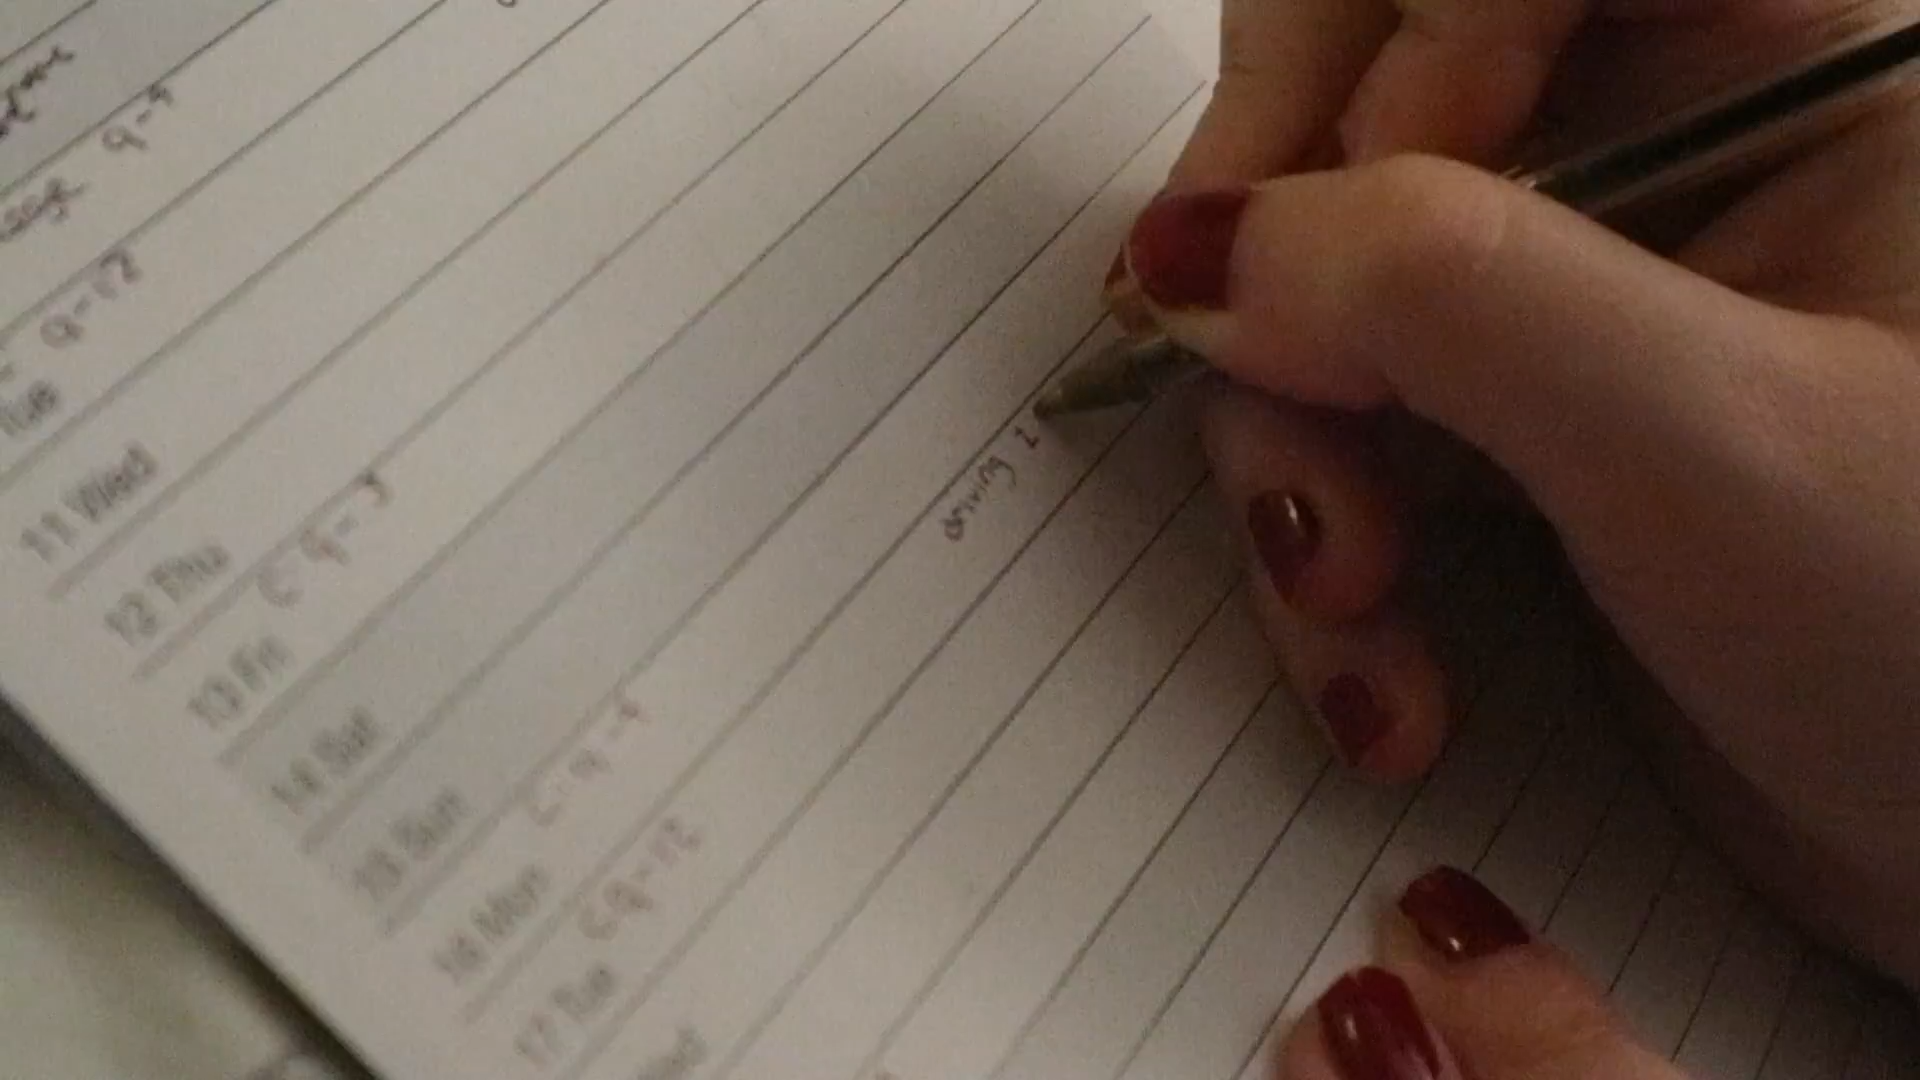 9-4
9-12
Tue
11 Wed
12 Thu
C 9-3
13 Fri
14 Sat
15 Sun
C 9-4
16 Mon
C 9-12
17 Tue
driving 1